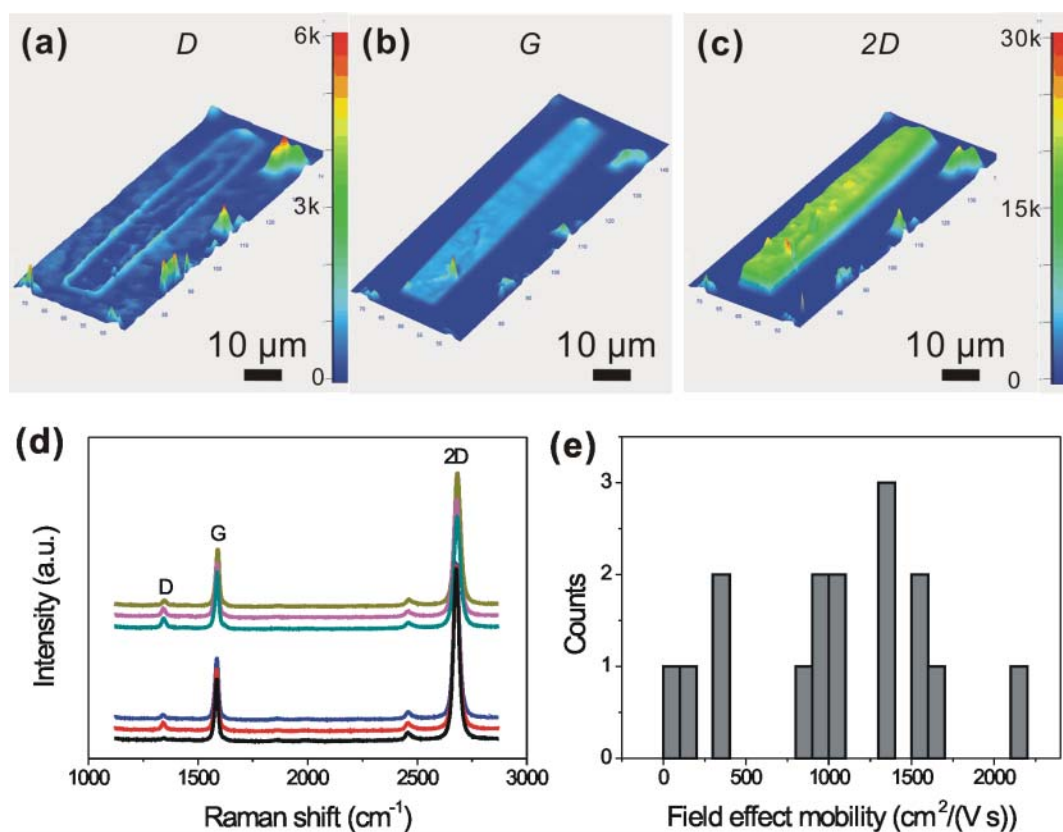 (a) D 6k
3k
0
10 µm
(b) G
10 µm
(c) 2D 30k
15k
0
10 µm
(d)
D G 2D
Intensity (a.u.)
1000 1500 2000 2500 3000
Raman shift (cm⁻¹)
(e)
3
2
1
0
Counts
0 500 1000 1500 2000
Field effect mobility (cm²/(V s))